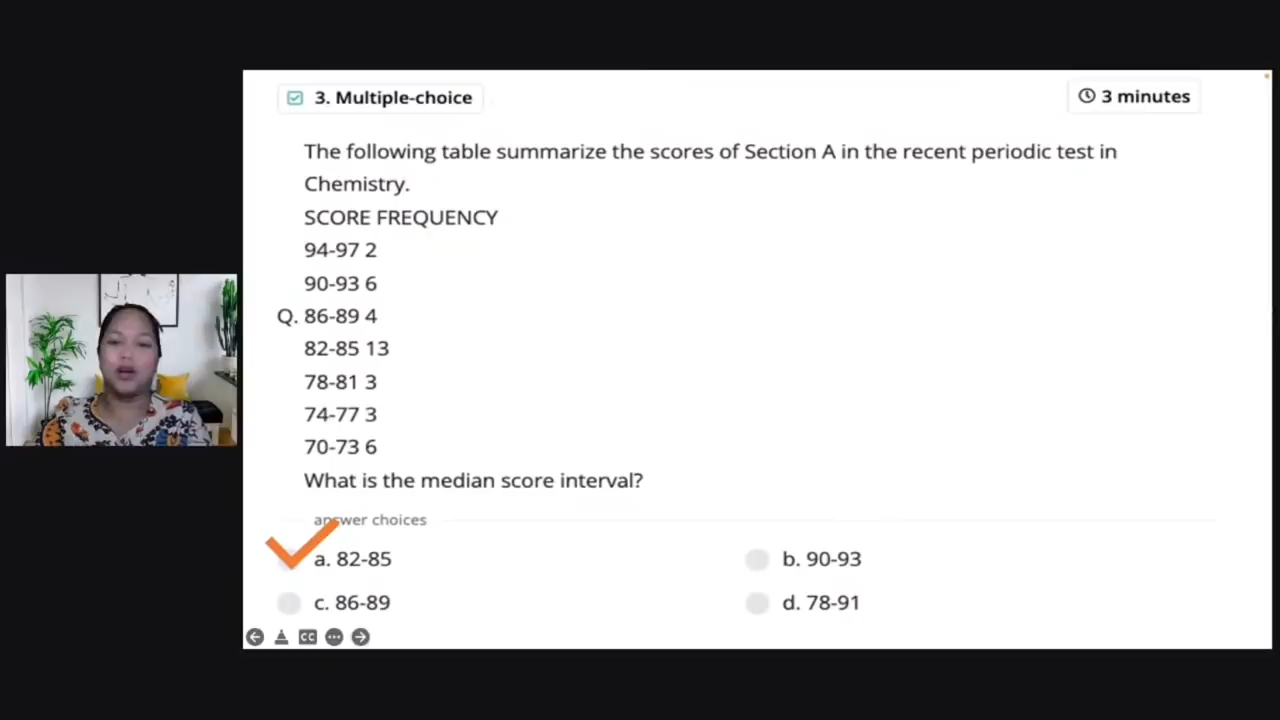 3. Multiple-choice
3 minutes
The following table summarize the scores of Section A in the recent periodic test in
Chemistry.
SCORE FREQUENCY
94-97 2
90-93 6
Q. 86-89 4
82-85 13
78-81 3
74-77 3
70-73 6
What is the median score interval?
answer choices
a. 82-85
b. 90-93
c. 86-89
d. 78-91
CC